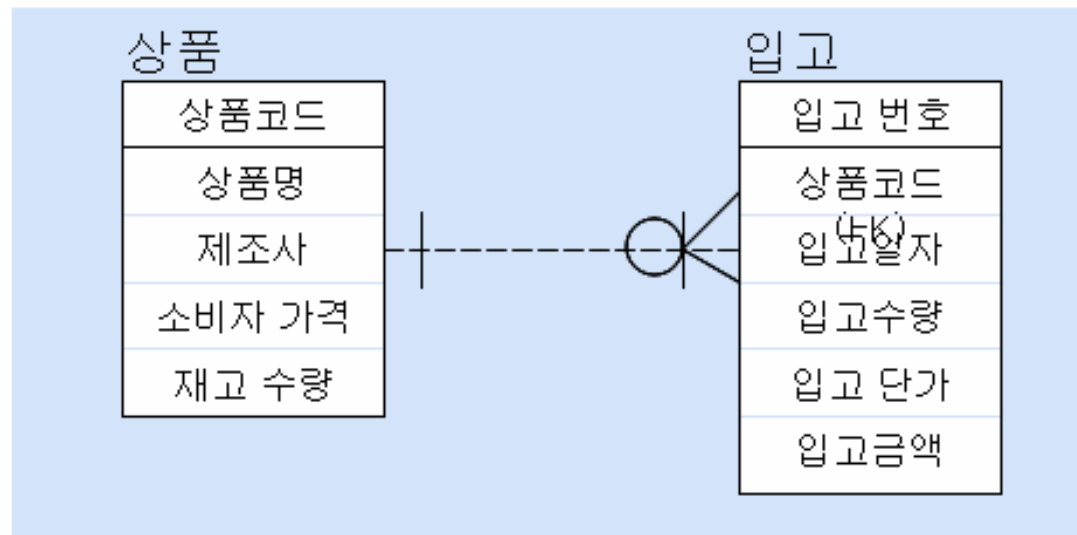 상품
상품코드
상품명
제조사
소비자 가격
재고 수량
입고
입고 번호
상품코드
(FK)
입고일자
입고수량
입고 단가
입고금액